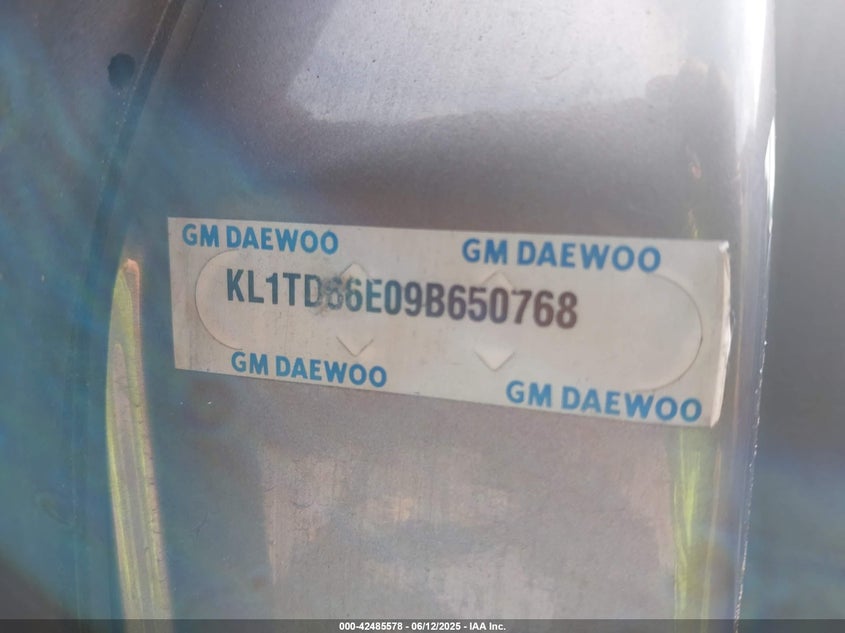 GM DAEWOO GM DAEWOO
KL1TD66E09B650768
GM DAEWOO GM DAEWOO
000-42485578 - 06/12/2025 - IAA Inc.